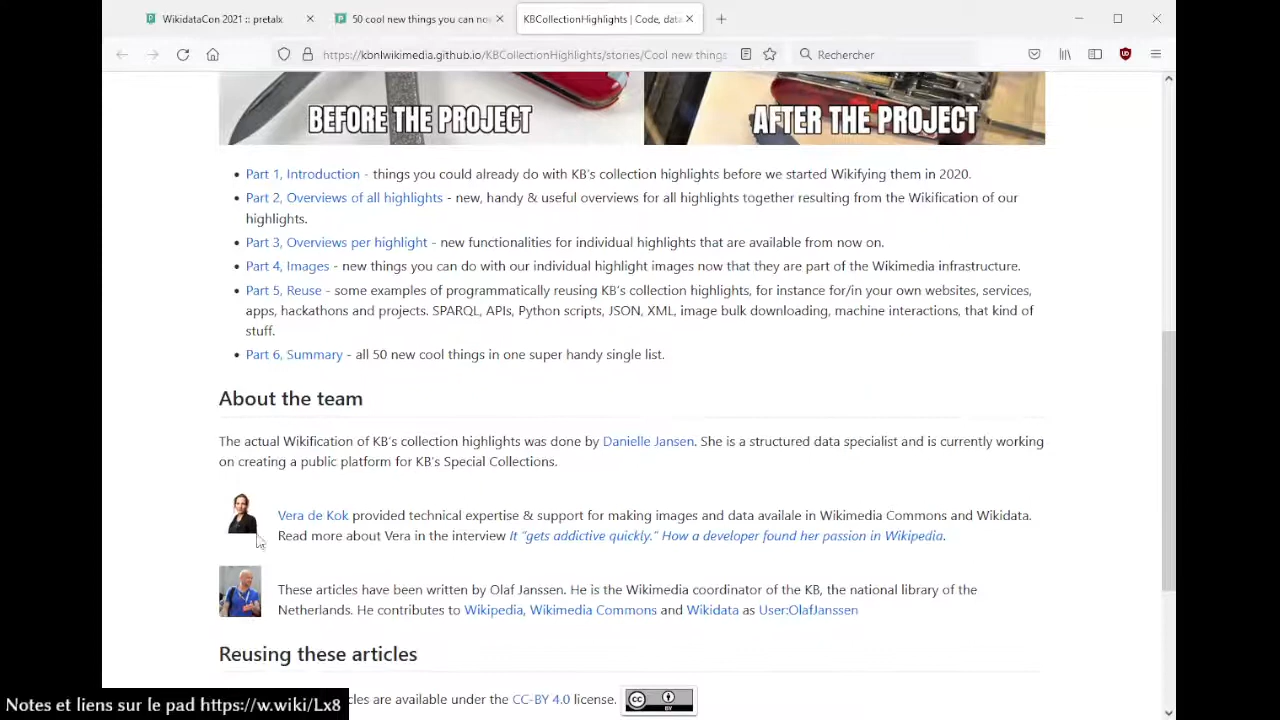 WikidataCon 2021 :: pretalx
50 cool new things you can no
KBCollectionHighlights | Code, data
https://kbnlwikimedia.github.io/KBCollectionHighlights/stories/Cool new things
Rechercher
BEFORE THE PROJECT
AFTER THE PROJECT
• Part 1, Introduction - things you could already do with KB's collection highlights before we started Wikifying them in 2020.
• Part 2, Overviews of all highlights - new, handy & useful overviews for all highlights together resulting from the Wikification of our
highlights.
• Part 3, Overviews per highlight - new functionalities for individual highlights that are available from now on.
• Part 4, Images - new things you can do with our individual highlight images now that they are part of the Wikimedia infrastructure.
• Part 5, Reuse - some examples of programmatically reusing KB's collection highlights, for instance for/in your own websites, services,
apps, hackathons and projects. SPARQL, APIs, Python scripts, JSON, XML, image bulk downloading, machine interactions, that kind of
stuff.
• Part 6, Summary - all 50 new cool things in one super handy single list.
About the team
The actual Wikification of KB's collection highlights was done by Danielle Jansen. She is a structured data specialist and is currently working
on creating a public platform for KB's Special Collections.
Vera de Kok provided technical expertise & support for making images and data availale in Wikimedia Commons and Wikidata.
Read more about Vera in the interview It "gets addictive quickly." How a developer found her passion in Wikipedia.
These articles have been written by Olaf Janssen. He is the Wikimedia coordinator of the KB, the national library of the
Netherlands. He contributes to Wikipedia, Wikimedia Commons and Wikidata as User:OlafJanssen
Reusing these articles
cles are available under the CC-BY 4.0 license.
cc BY
Notes et liens sur le pad https://w.wiki/Lx8